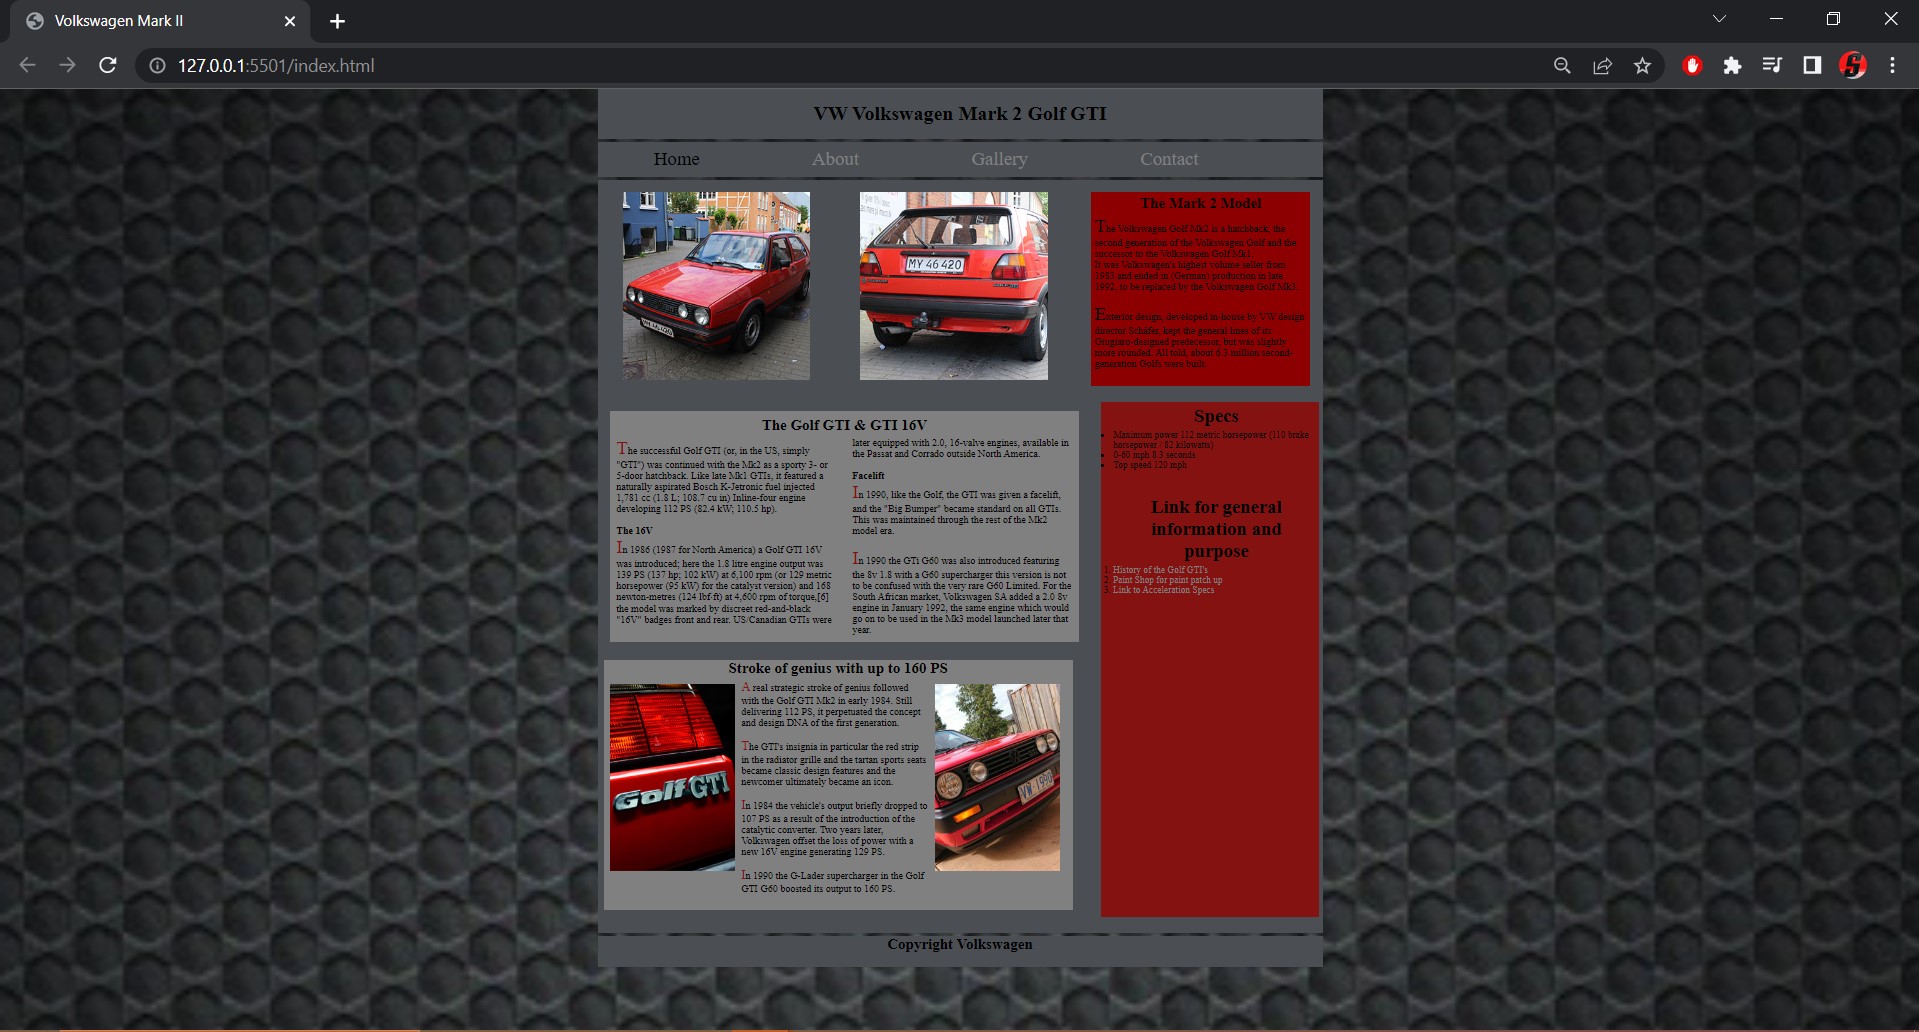 Volkswagen Mark II
127.0.0.1:5501/index.html
VW Volkswagen Mark 2 Golf GTI
Home About Gallery Contact
MY 46 420
The Mark 2 Model
The Volkswagen Golf Mk2 is a hatchback, the
second generation of the Volkswagen Golf and the
successor to the Volkswagen Golf Mk1.
It was Volkswagen's highest volume seller from
1983 and ended in (German) production in late
1992, to be replaced by the Volkswagen Golf Mk3.
Exterior design, developed in-house by VW design
director Schäfer, kept the general lines of its
Giugiaro-designed predecessor, but was slightly
more rounded. All told, about 6.3 million second-
generation Golfs were built.
The Golf GTI & GTI 16V
The successful Golf GTI (or, in the US, simply
"GTI") was continued with the Mk2 as a sporty 3- or
5-door hatchback. Like late Mk1 GTIs, it featured a
naturally aspirated Bosch K-Jetronic fuel injected
1,781 cc (1.8 L; 108.7 cu in) Inline-four engine
developing 112 PS (82.4 kW; 110.5 hp).
The 16V
In 1986 (1987 for North America) a Golf GTI 16V
was introduced; here the 1.8 litre engine output was
139 PS (137 hp; 102 kW) at 6,100 rpm (or 129 metric
horsepower (95 kW) for the catalyst version) and 168
newton-metres (124 lbf-ft) at 4,600 rpm of torque,[6]
the model was marked by discreet red-and-black
"16V" badges front and rear. US/Canadian GTIs were
later equipped with 2.0, 16-valve engines, available in
the Passat and Corrado outside North America.
Facelift
In 1990, like the Golf, the GTI was given a facelift,
and the "Big Bumper" became standard on all GTIs.
This was maintained through the rest of the Mk2
model era.
In 1990 the GTi G60 was also introduced featuring
the 8v 1.8 with a G60 supercharger this version is not
to be confused with the very rare G60 Limited. For the
South African market, Volkswagen SA added a 2.0 8v
engine in January 1992, the same engine which would
go on to be used in the Mk3 model launched later that
year.
Specs
Maximum power 112 metric horsepower (110 brake
horsepower / 82 kilowatts)
0-60 mph 8.3 seconds
Top speed 129 mph
Link for general
information and
purpose
1. History of the Golf GTI's
2. Paint Shop for paint patch up
3. Link to Acceleration Specs
Stroke of genius with up to 160 PS
Golf GTI
A real strategic stroke of genius followed
with the Golf GTI Mk2 in early 1984. Still
delivering 112 PS, it perpetuated the concept
and design DNA of the first generation.
The GTI's insignia in particular the red strip
in the radiator grille and the tartan sports seats
became classic design features and the
newcomer ultimately became an icon.
In 1984 the vehicle's output briefly dropped to
107 PS as a result of the introduction of the
catalytic converter. Two years later,
Volkswagen offset the loss of power with a
new 16V engine generating 129 PS.
In 1990 the G-Lader supercharger in the Golf
GTI G60 boosted its output to 160 PS.
VW 1990
Copyright Volkswagen